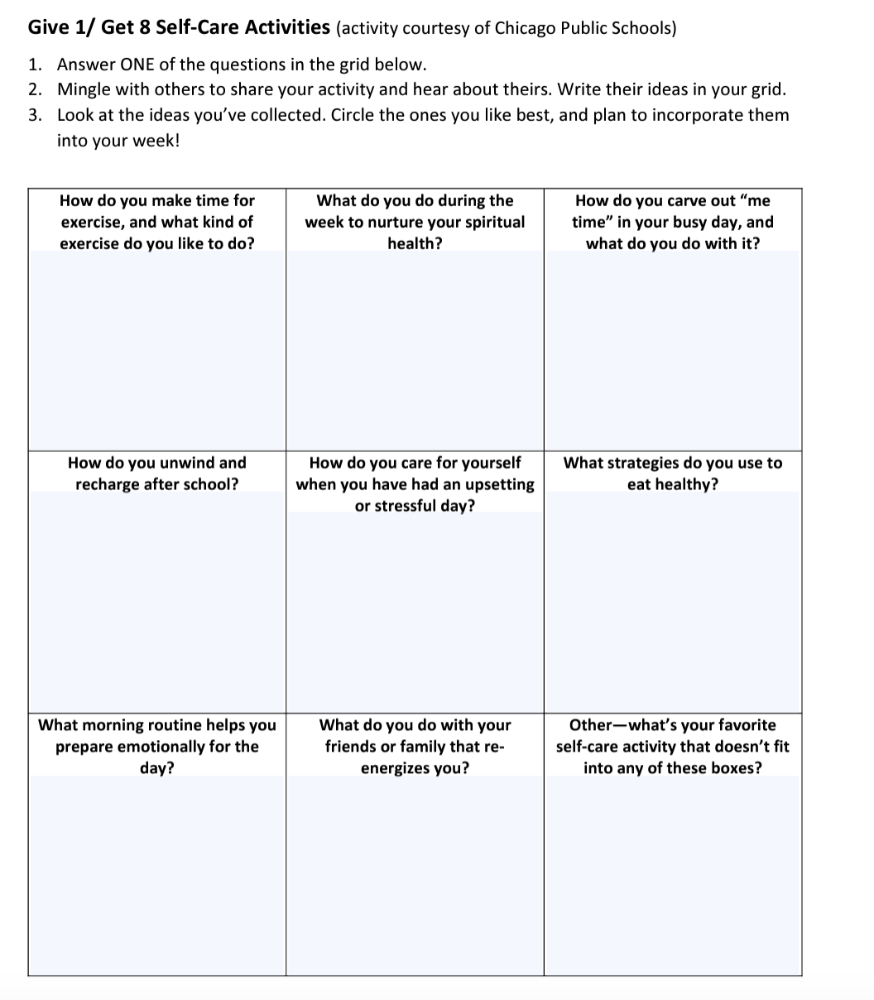 Give 1/ Get 8 Self-Care Activities (activity courtesy of Chicago Public Schools)
1. Answer ONE of the questions in the grid below.
2. Mingle with others to share your activity and hear about theirs. Write their ideas in your grid.
3. Look at the ideas you’ve collected. Circle the ones you like best, and plan to incorporate them
into your week!
How do you make time for
exercise, and what kind of
exercise do you like to do?
What do you do during the
week to nurture your spiritual
health?
How do you carve out “me
time” in your busy day, and
what do you do with it?
How do you unwind and
recharge after school?
How do you care for yourself
when you have had an upsetting
or stressful day?
What strategies do you use to
eat healthy?
What morning routine helps you
prepare emotionally for the
day?
What do you do with your
friends or family that re-
energizes you?
Other—what’s your favorite
self-care activity that doesn’t fit
into any of these boxes?